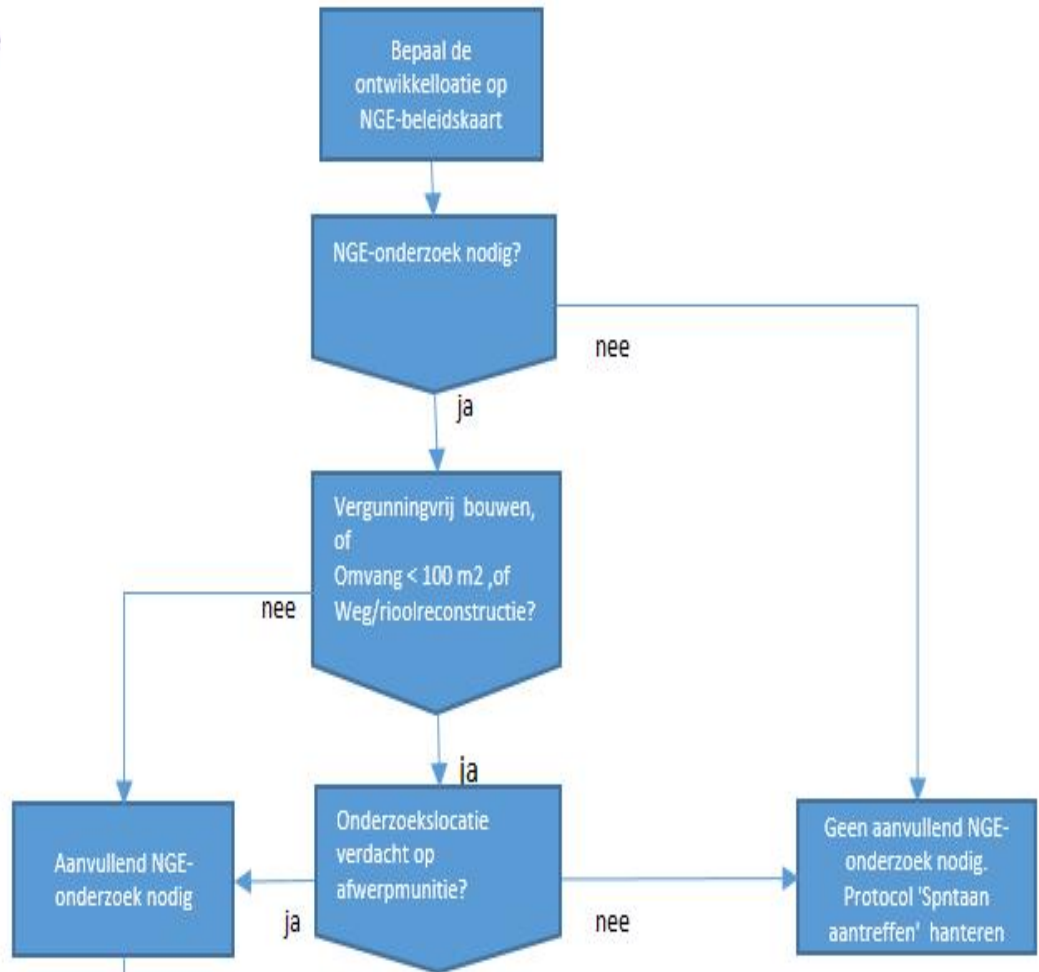 Bepaal de
ontwikkelloatie op
NGE-beleidskaart
NGE-onderzoek nodig?
nee
ja
Vergunningvrij bouwen,
of
Omvang < 100 m2 ,of
Weg/rioolreconstructie?
nee
ja
Onderzoekslocatie
verdacht op
afwerpmunitie?
ja
nee
Aanvullend NGE-
onderzoek nodig
Geen aanvullend NGE-
onderzoek nodig.
Protocol 'Spntaan
aantreffen' hanteren